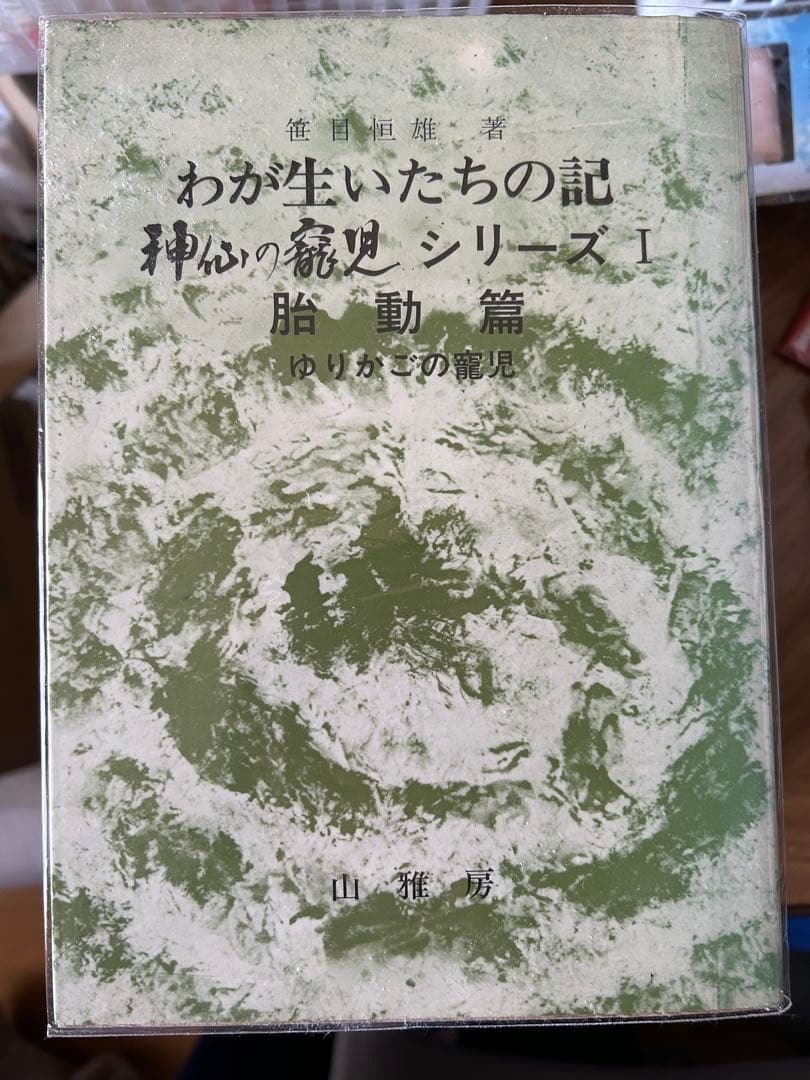 笹目恒雄 著
わが生いたちの記
神仙の寵児 シリーズ I
胎動篇
ゆりかごの寵児
山雅房